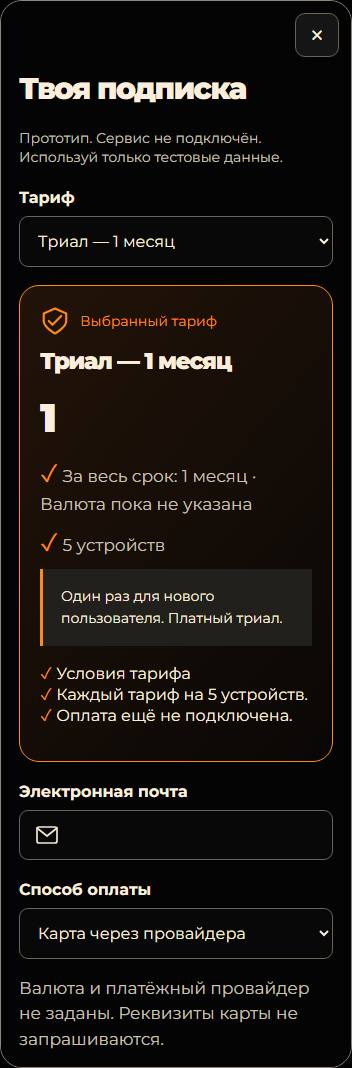 ×
Твоя подписка
Прототип. Сервис не подключён.
Используй только тестовые данные.
Тариф
Триал — 1 месяц
Выбранный тариф
Триал — 1 месяц
1
✓ За весь срок: 1 месяц ·
Валюта пока не указана
✓ 5 устройств
Один раз для нового
пользователя. Платный триал.
✓ Условия тарифа
✓ Каждый тариф на 5 устройств.
✓ Оплата ещё не подключена.
Электронная почта
Способ оплаты
Карта через провайдера
Валюта и платёжный провайдер
не заданы. Реквизиты карты не
запрашиваются.